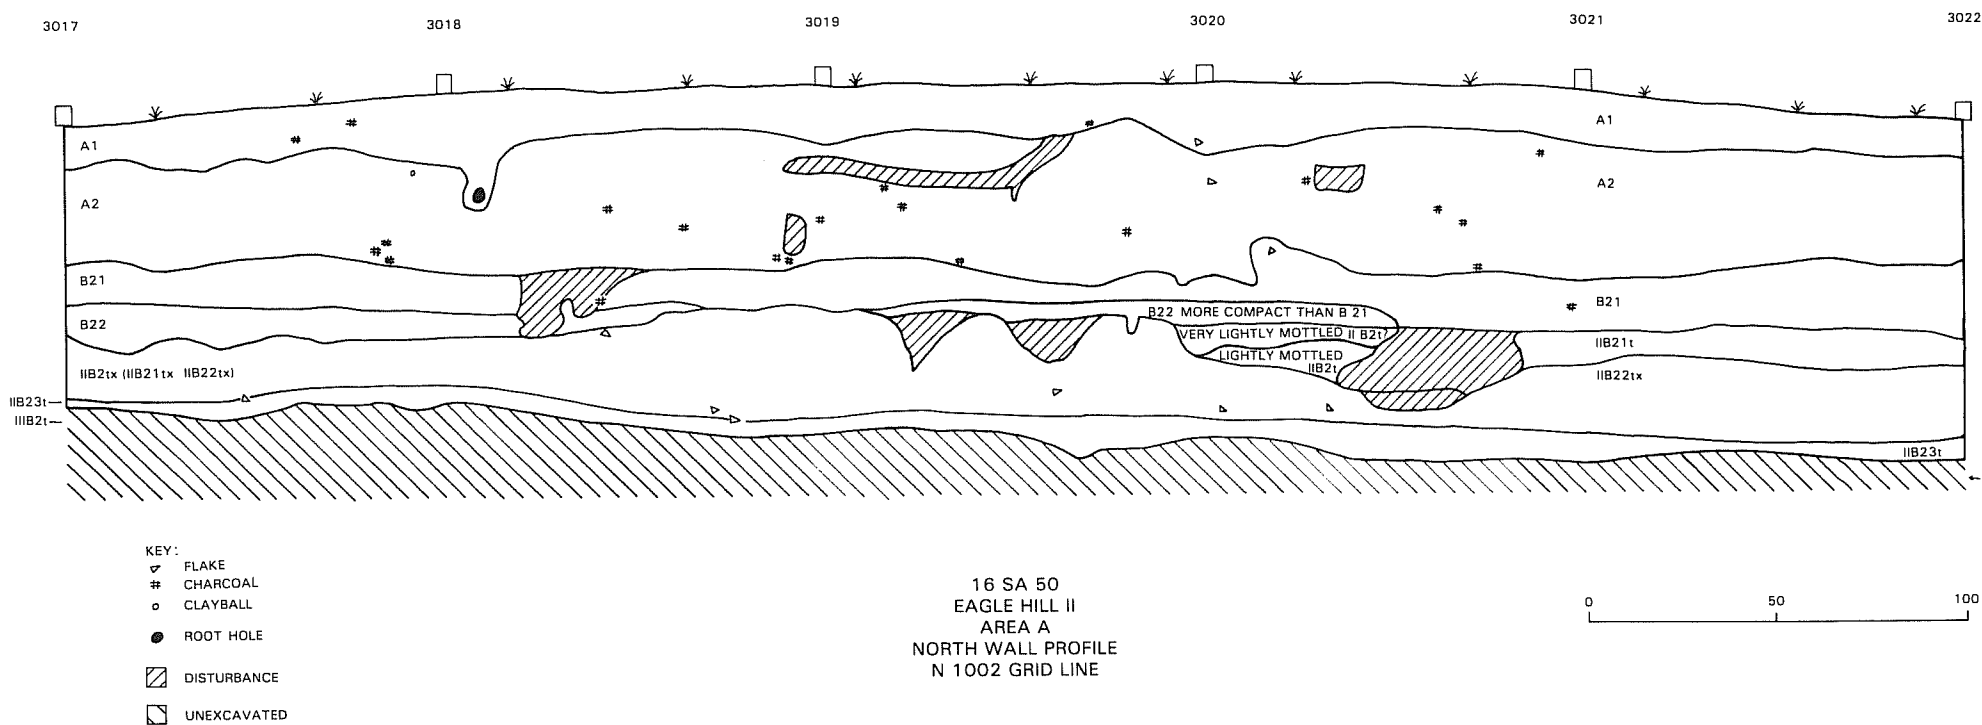 3017 3018 3019 3020 3021 3022
A1 A1
A2 A2
B21 B21
B22 B22 MORE COMPACT THAN B 21
VERY LIGHTLY MOTTLED II B2t
IIB21t
LIGHTLY MOTTLED
IIB2t
IIB2tx (IIB21tx IIB22tx) IIB22tx
IIB23t
IIIB2t
IIB23t
KEY:
FLAKE
CHARCOAL
CLAYBALL
ROOT HOLE
DISTURBANCE
UNEXCAVATED
16 SA 50
EAGLE HILL II
AREA A
NORTH WALL PROFILE
N 1002 GRID LINE
0 50 100